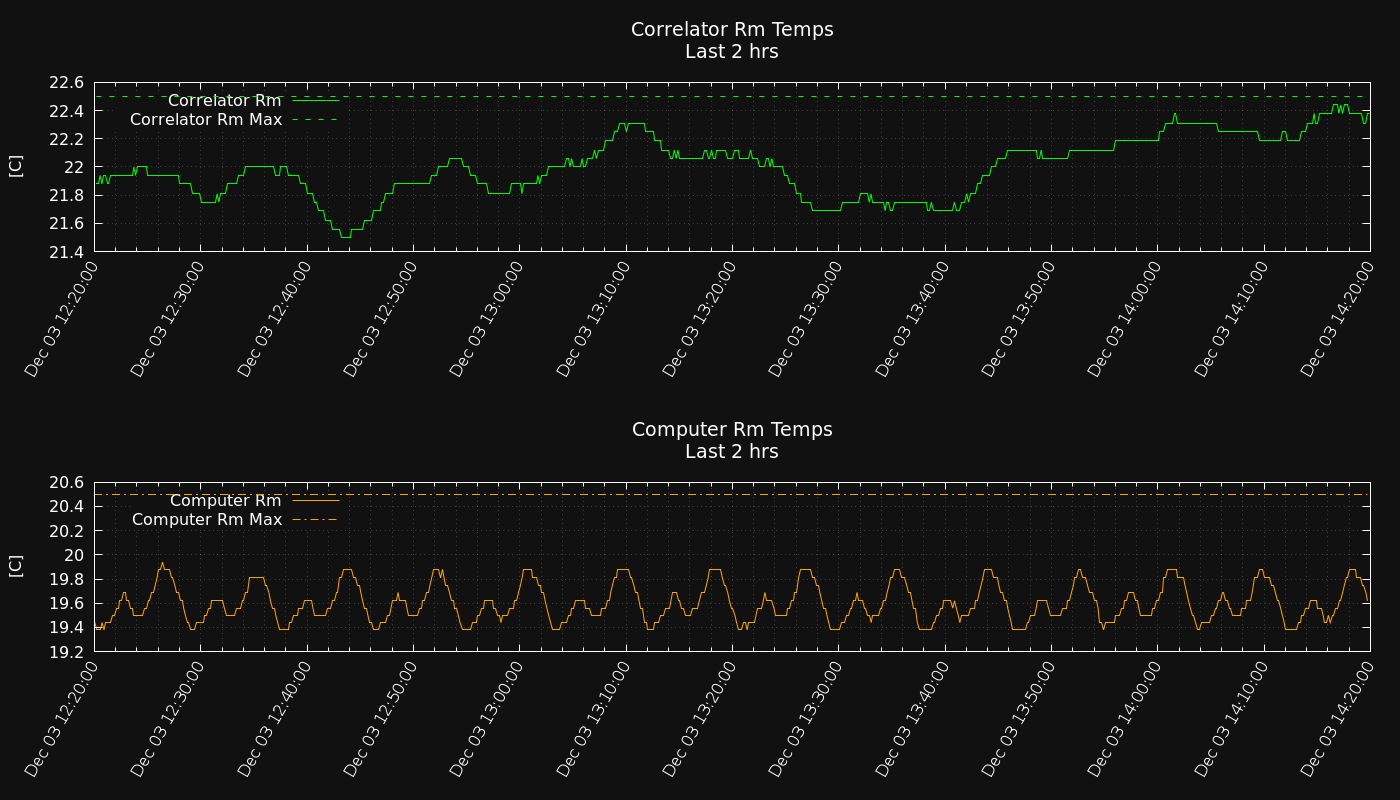 Correlator Rm Temps
Last 2 hrs
[C]
22.6
22.4
22.2
22
21.8
21.6
21.4
Correlator Rm
Correlator Rm Max
Dec 03 12:20:00
Dec 03 12:30:00
Dec 03 12:40:00
Dec 03 12:50:00
Dec 03 13:00:00
Dec 03 13:10:00
Dec 03 13:20:00
Dec 03 13:30:00
Dec 03 13:40:00
Dec 03 13:50:00
Dec 03 14:00:00
Dec 03 14:10:00
Dec 03 14:20:00
Computer Rm Temps
Last 2 hrs
[C]
20.6
20.4
20.2
20
19.8
19.6
19.4
19.2
Computer Rm
Computer Rm Max
Dec 03 12:20:00
Dec 03 12:30:00
Dec 03 12:40:00
Dec 03 12:50:00
Dec 03 13:00:00
Dec 03 13:10:00
Dec 03 13:20:00
Dec 03 13:30:00
Dec 03 13:40:00
Dec 03 13:50:00
Dec 03 14:00:00
Dec 03 14:10:00
Dec 03 14:20:00